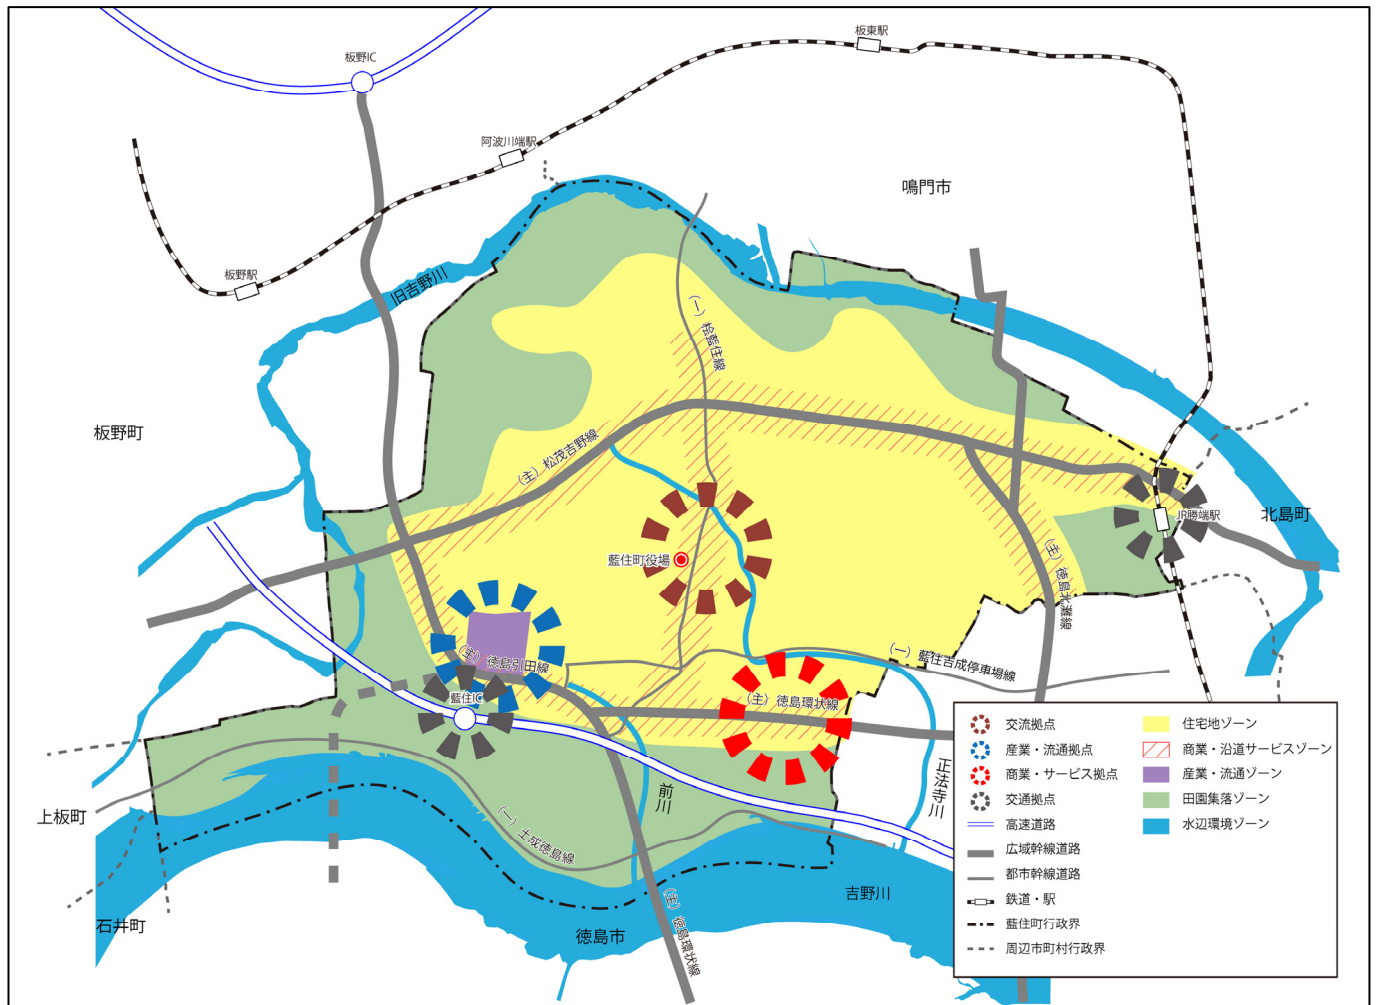 板東駅
板野IC
阿波川端駅
鳴門市
板野駅
旧吉野川
(一)桧藍住線
板野町
(主)松茂吉野線
北島町
JR勝瑞駅
藍住町役場
(主)徳島北灘線
(主)徳島引田線
(一)藍住吉成停車場線
藍住IC
(主)徳島環状線
正法寺川
前川
上板町
(一)土成徳島線
吉野川
石井町
徳島市
(主)徳島環状線
交流拠点
産業・流通拠点
商業・サービス拠点
交通拠点
高速道路
広域幹線道路
都市幹線道路
鉄道・駅
藍住町行政界
周辺市町村行政界
住宅地ゾーン
商業・沿道サービスゾーン
産業・流通ゾーン
田園集落ゾーン
水辺環境ゾーン